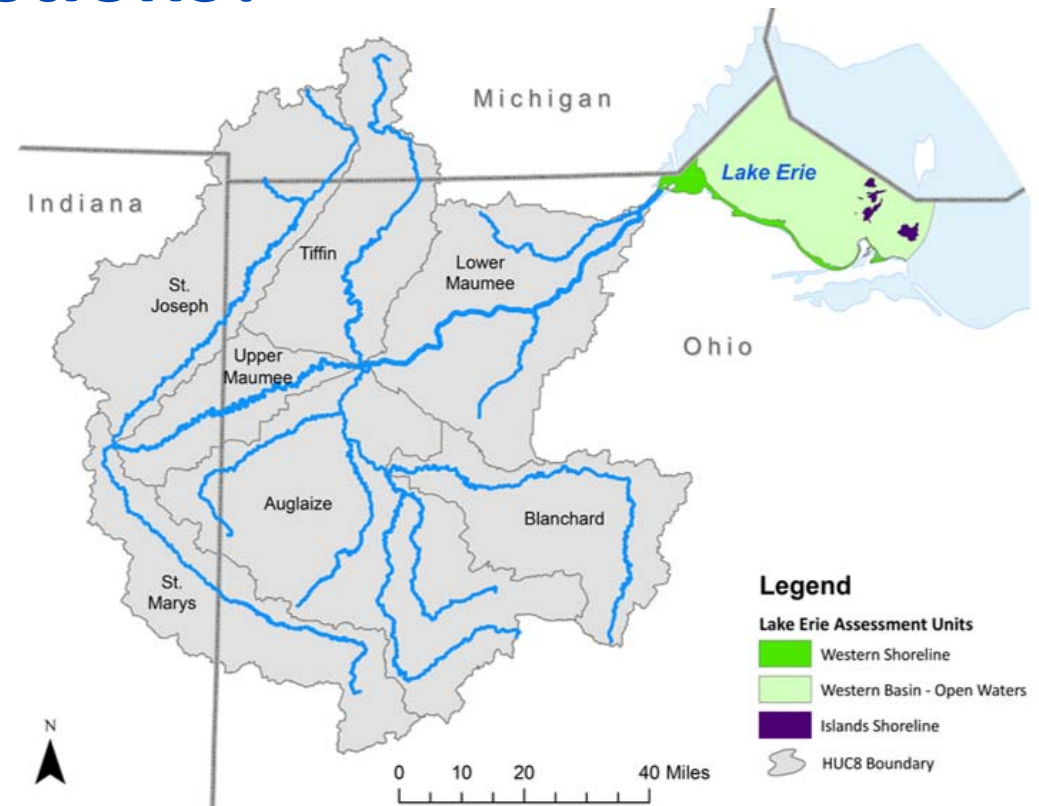 Michigan
Indiana
Lake Erie
Tiffin
Lower
Maumee
St.
Joseph
Ohio
Upper
Maumee
Auglaize
Blanchard
St.
Marys
Legend
Lake Erie Assessment Units
Western Shoreline
Western Basin - Open Waters
Islands Shoreline
HUC8 Boundary
N
0 10 20 40 Miles